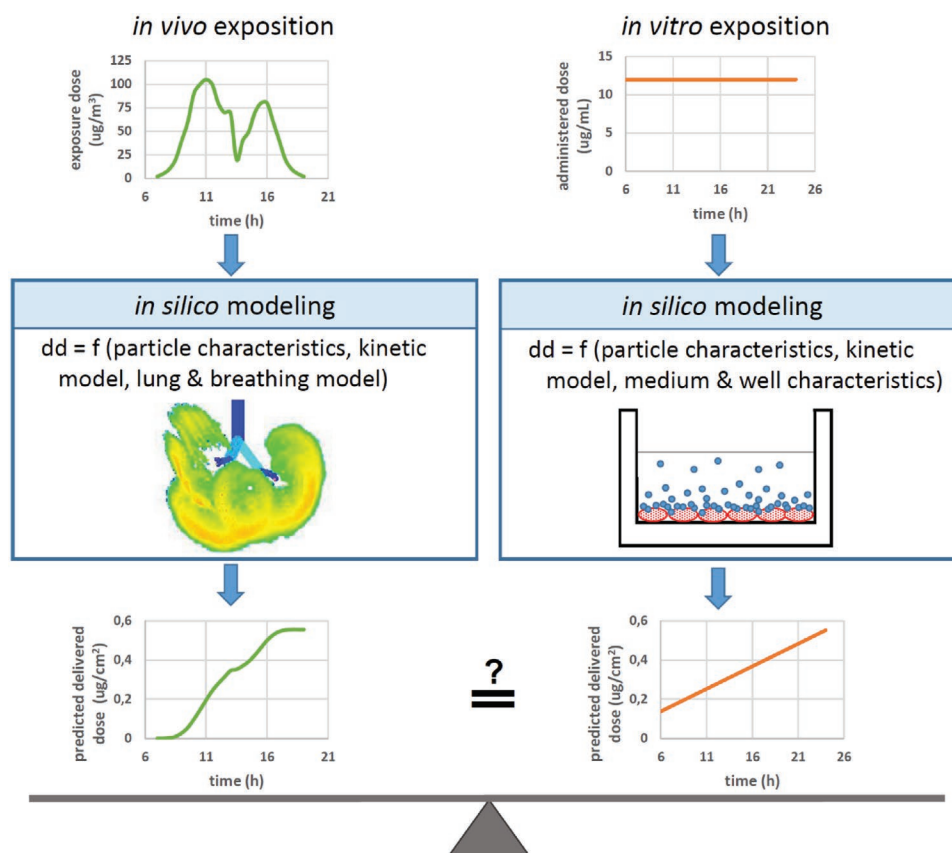 in vivo exposition
in vitro exposition
exposure dose
(ug/m³)
125
100
75
50
25
0
6
11
16
21
time (h)
administered dose
(ug/mL)
15
10
5
0
6
11
16
21
26
time (h)
in silico modeling
dd = f (particle characteristics, kinetic
model, lung & breathing model)
in silico modeling
dd = f (particle characteristics, kinetic
model, medium & well characteristics)
predicted delivered
dose (ug/cm²)
0,6
0,4
0,2
0
6
11
16
21
time (h)
?
predicted delivered
dose (ug/cm²)
0,6
0,4
0,2
0
6
11
16
21
26
time (h)